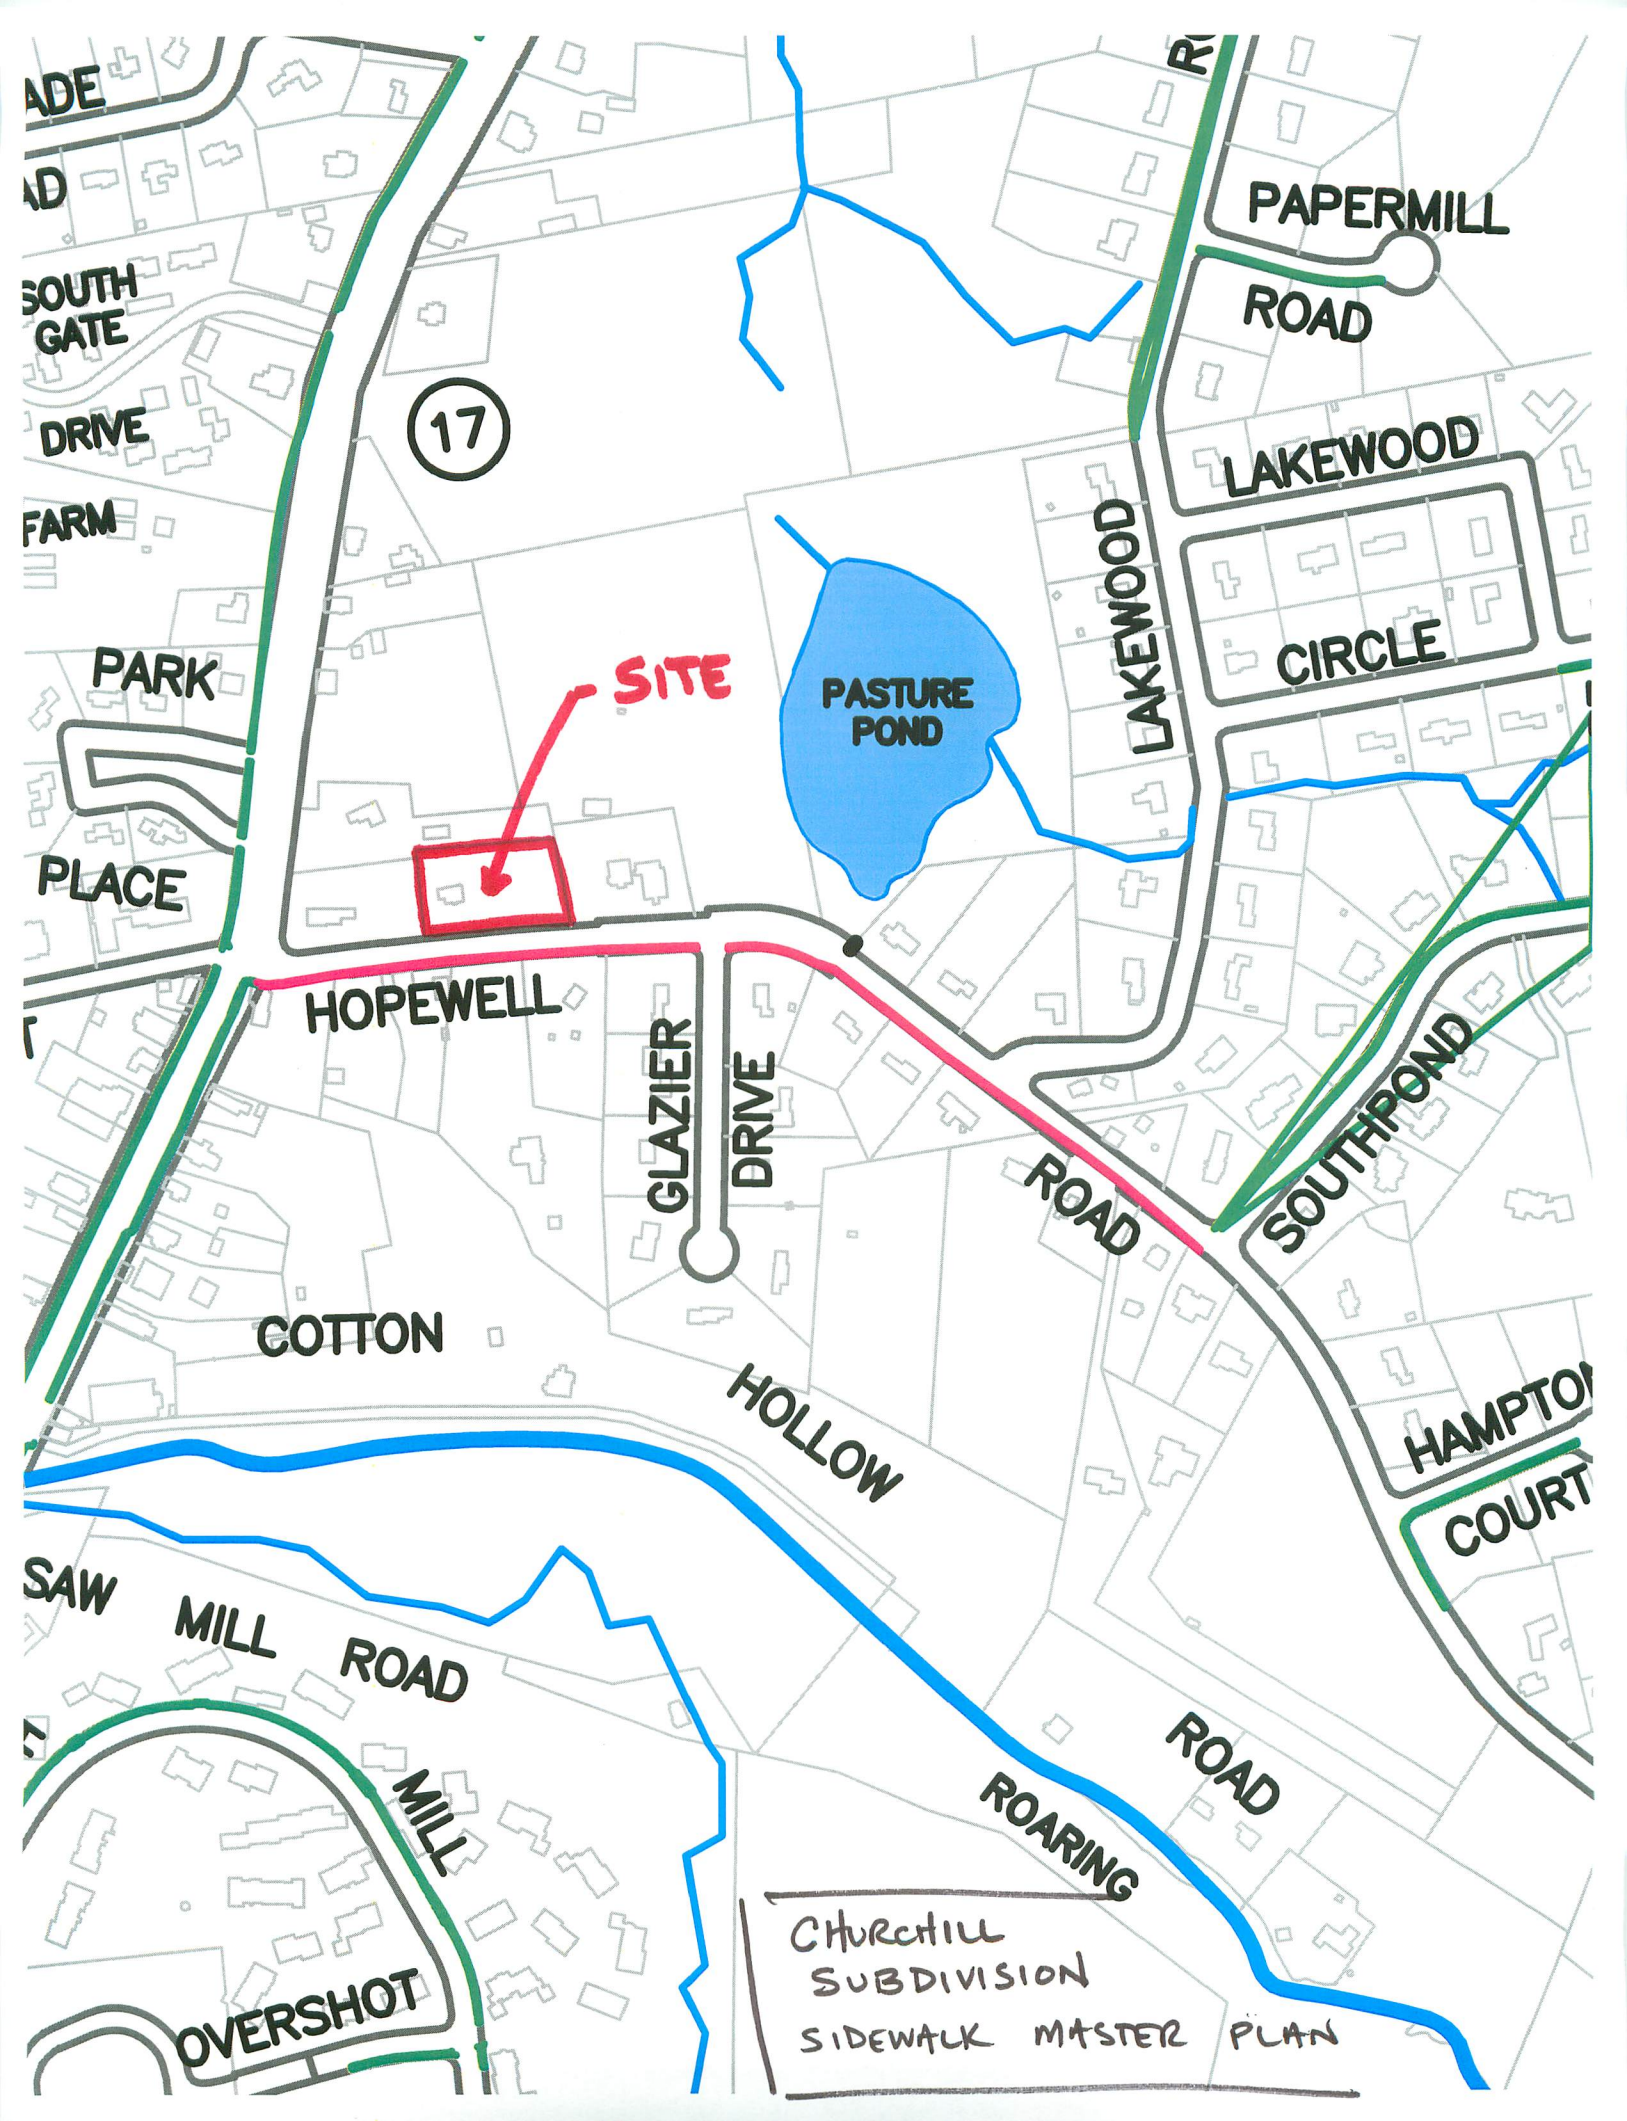 ADE
AD
R
PAPERMILL
ROAD
SOUTH
GATE
DRIVE
FARM
17
LAKEWOOD
LAKEWOOD
CIRCLE
PARK
PLACE
SITE
PASTURE
POND
HOPEWELL
GLAZIER
DRIVE
ROAD
SOUTHPOND
COTTON
HOLLOW
ROAD
HAMPTON
COURT
SAW MILL ROAD
MILL
ROARING
OVERSHOT
CHURCHILL
SUBDIVISION
SIDEWALK MASTER PLAN